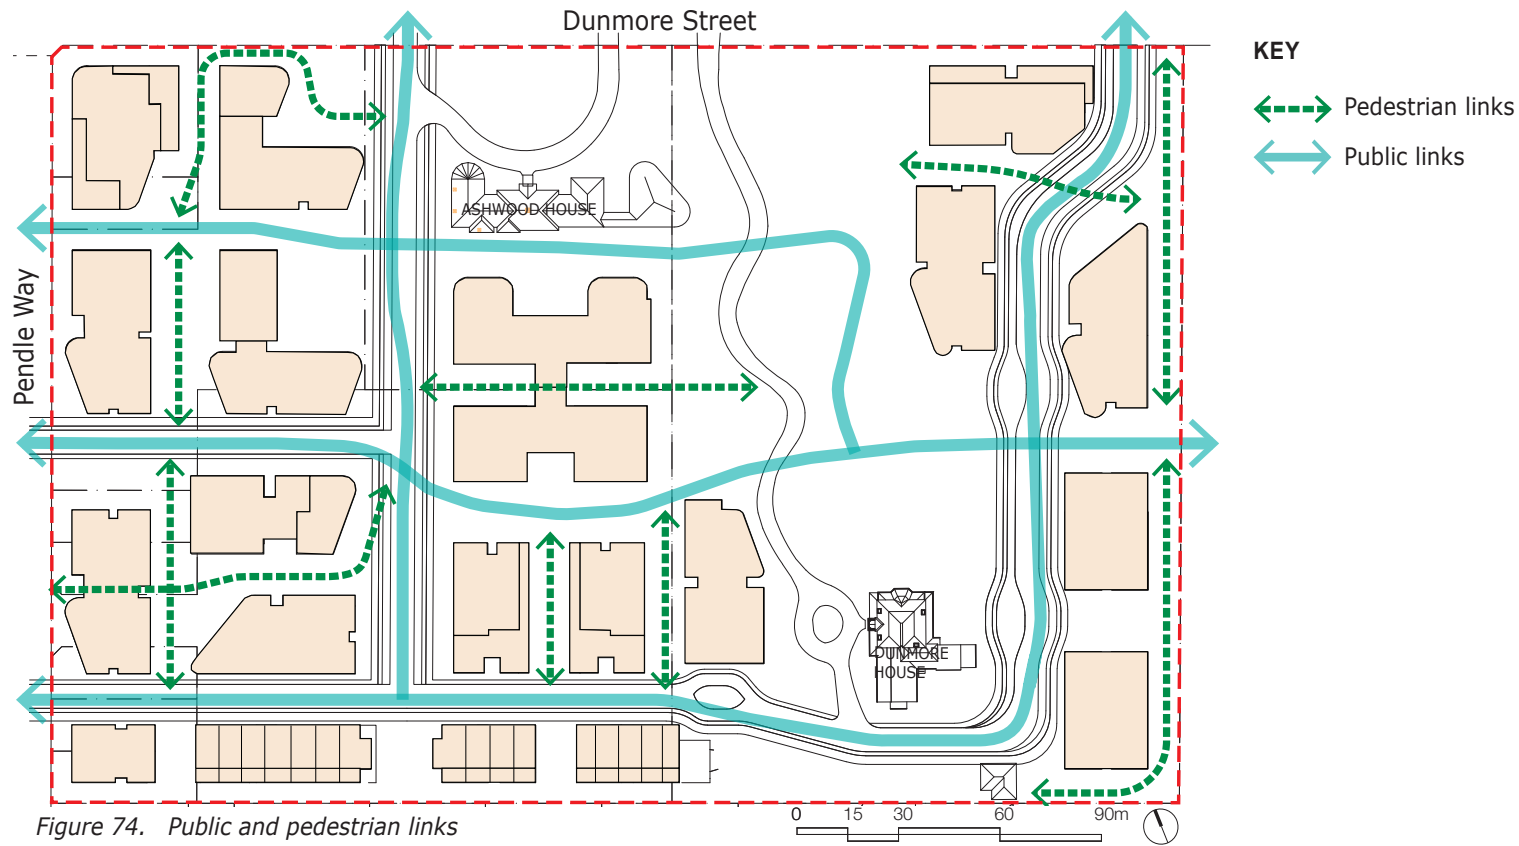 Dunmore Street
KEY
Pedestrian links
Public links
ASHWOOD HOUSE
Pendle Way
DUNMORE
HOUSE
0 15 30 60 90m
Figure 74. Public and pedestrian links